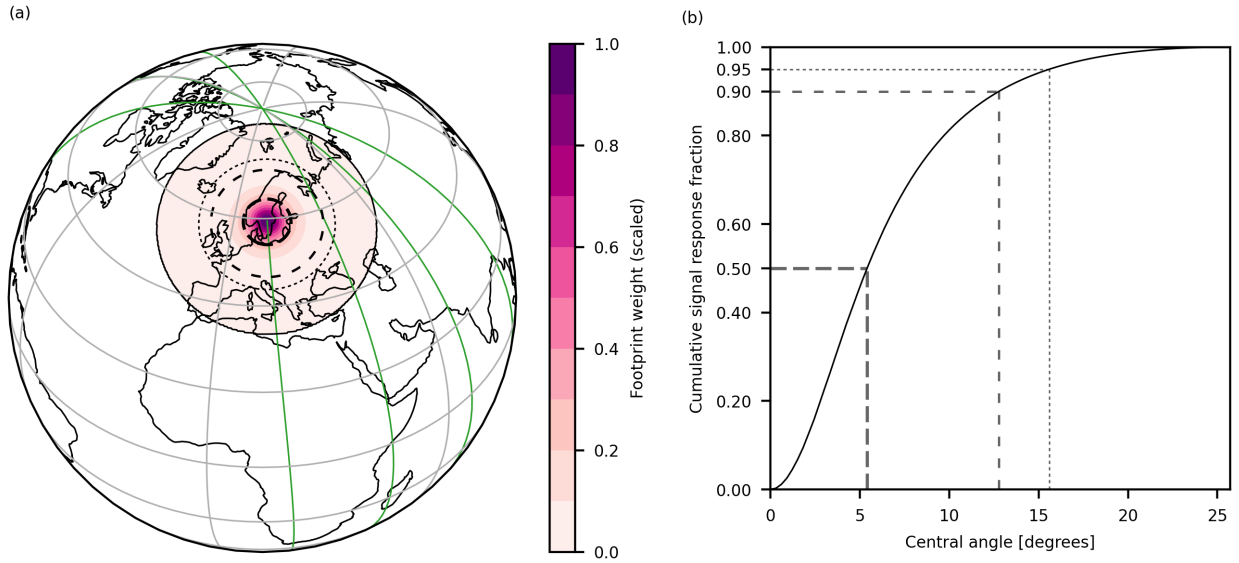 (a)
1.0
0.8
0.6
0.4
0.2
0.0
Footprint weight (scaled)
(b)
1.00
0.95
0.90
0.80
0.60
0.50
0.40
0.20
0.00
Cumulative signal response fraction
0 5 10 15 20 25
Central angle [degrees]